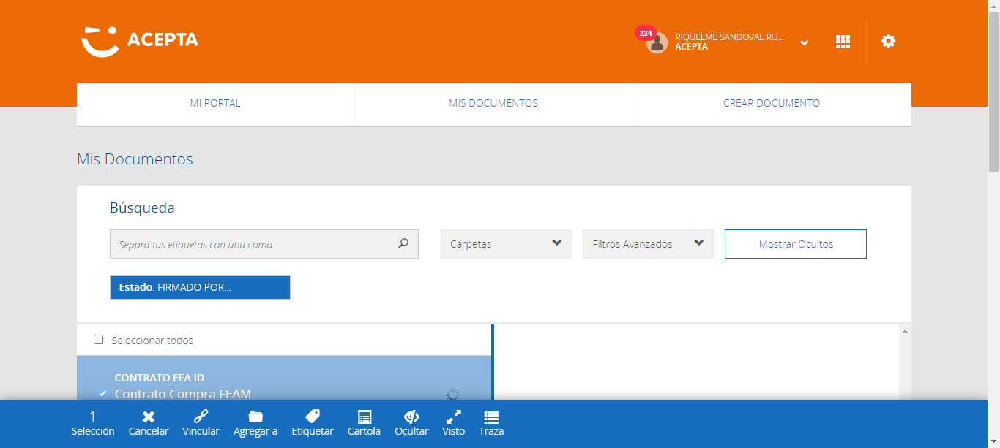 ACEPTA
234
RIQUELME SANDOVAL RU...
ACEPTA
MI PORTAL
MIS DOCUMENTOS
CREAR DOCUMENTO
Mis Documentos
Búsqueda
Separa tus etiquetas con una coma
Carpetas
Filtros Avanzados
Mostrar Ocultos
Estado: FIRMADO POR...
Seleccionar todos
CONTRATO FEA ID
Contrato Compra FEAM
1
Selección
Cancelar
Vincular
Agregar a
Etiquetar
Cartola
Ocultar
Visto
Traza